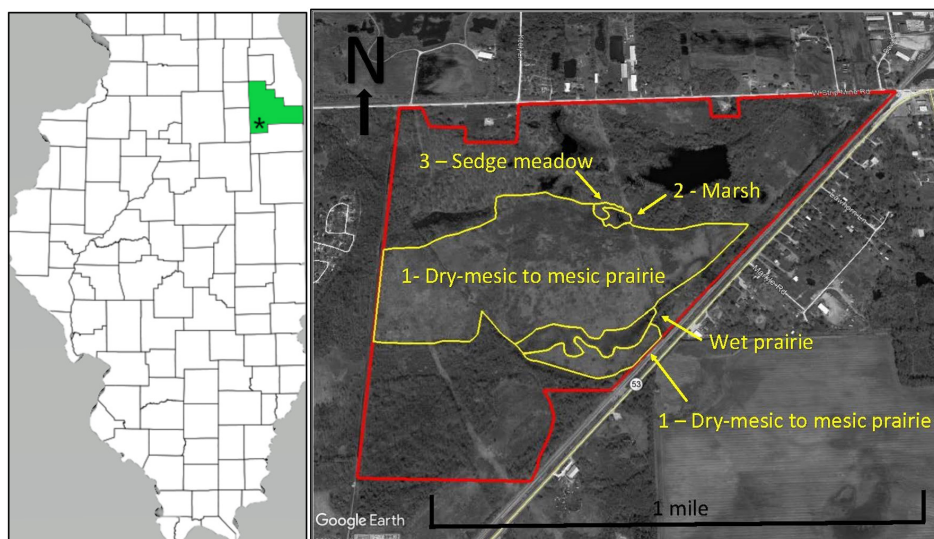 *
N
3 – Sedge meadow
2 - Marsh
1- Dry-mesic to mesic prairie
Wet prairie
53
1 – Dry-mesic to mesic prairie
1 mile
Google Earth